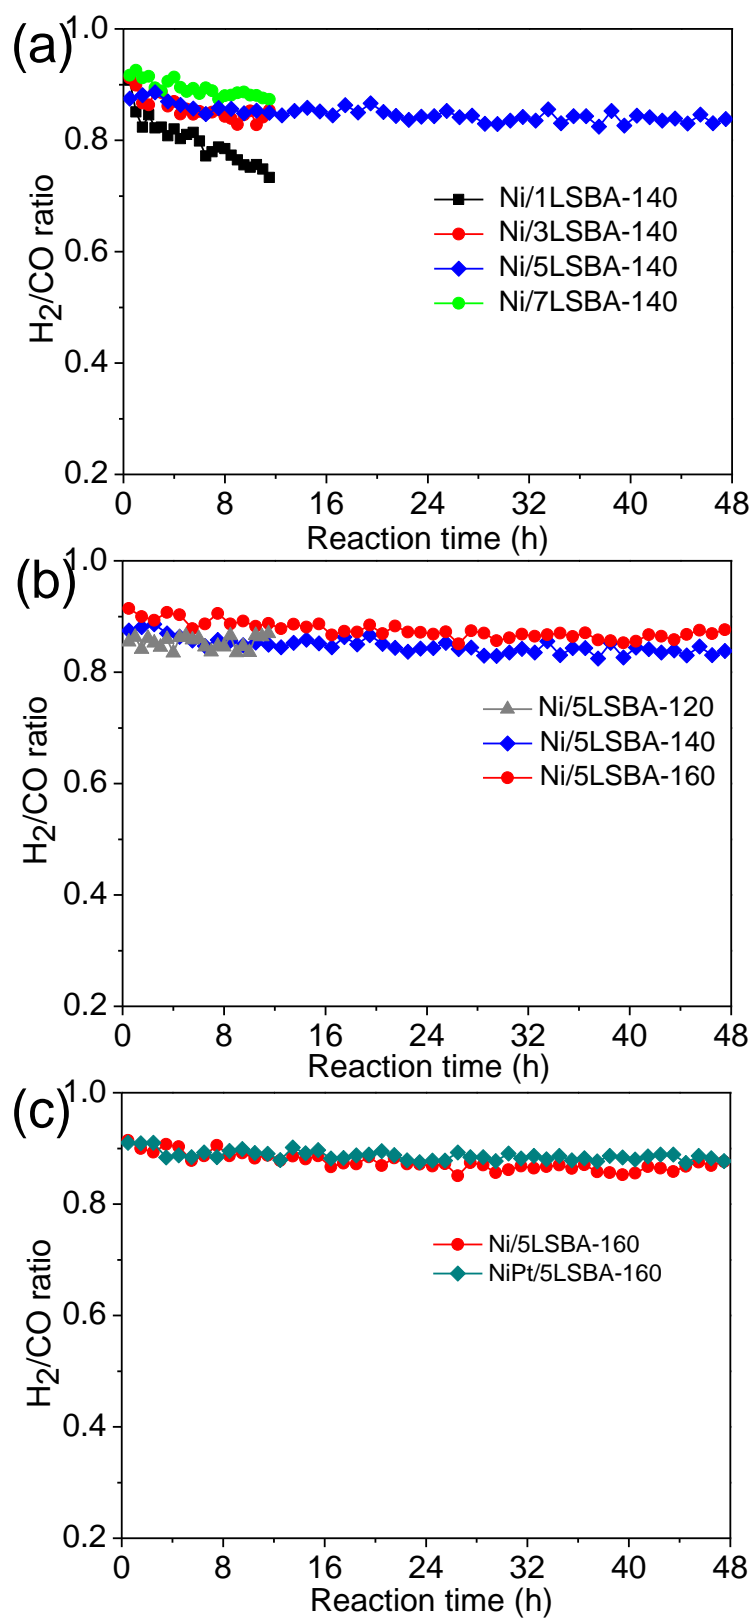 (a)
1.0
0.8
0.6
0.4
0.2
H2/CO ratio
Ni/1LSBA-140
Ni/3LSBA-140
Ni/5LSBA-140
Ni/7LSBA-140
0 8 16 24 32 40 48
Reaction time (h)
(b)
1.0
0.8
0.6
0.4
0.2
H2/CO ratio
Ni/5LSBA-120
Ni/5LSBA-140
Ni/5LSBA-160
0 8 16 24 32 40 48
Reaction time (h)
(c)
1.0
0.8
0.6
0.4
0.2
H2/CO ratio
Ni/5LSBA-160
NiPt/5LSBA-160
0 8 16 24 32 40 48
Reaction time (h)